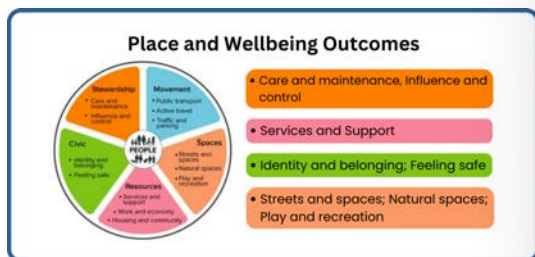 Place and Wellbeing Outcomes
Stewardship
• Care and
maintenance
• Influence and
control
Movement
• Public transport
• Active travel
• Traffic and
parking
Civic
• Identity and
belonging
• Feeling safe
PEOPLE
Spaces
• Streets and
spaces
• Natural spaces
• Play and
recreation
Resources
• Services and
support
• Work and economy
• Housing and community
• Care and maintenance, Influence and
control
• Services and Support
• Identity and belonging; Feeling safe
• Streets and spaces; Natural spaces;
Play and recreation